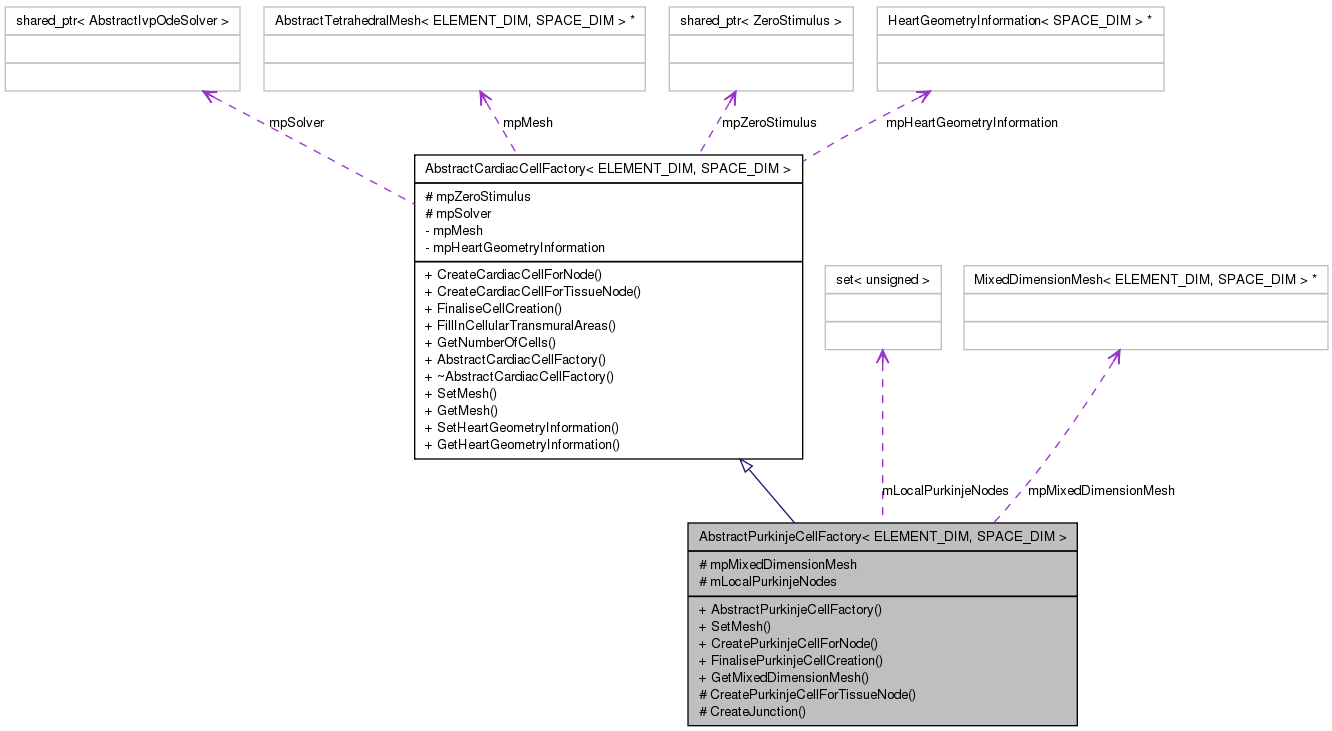 shared_ptr< AbstractIvpOdeSolver >
AbstractTetrahedralMesh< ELEMENT_DIM, SPACE_DIM > *
shared_ptr< ZeroStimulus >
HeartGeometryInformation< SPACE_DIM > *
mpSolver
mpMesh
mpZeroStimulus
mpHeartGeometryInformation
AbstractCardiacCellFactory< ELEMENT_DIM, SPACE_DIM >
# mpZeroStimulus
# mpSolver
- mpMesh
- mpHeartGeometryInformation
+ CreateCardiacCellForNode()
+ CreateCardiacCellForTissueNode()
+ FinaliseCellCreation()
+ FillInCellularTransmuralAreas()
+ GetNumberOfCells()
+ AbstractCardiacCellFactory()
+ ~AbstractCardiacCellFactory()
+ SetMesh()
+ GetMesh()
+ SetHeartGeometryInformation()
+ GetHeartGeometryInformation()
set< unsigned >
MixedDimensionMesh< ELEMENT_DIM, SPACE_DIM > *
mLocalPurkinjeNodes
mpMixedDimensionMesh
AbstractPurkinjeCellFactory< ELEMENT_DIM, SPACE_DIM >
# mpMixedDimensionMesh
# mLocalPurkinjeNodes
+ AbstractPurkinjeCellFactory()
+ SetMesh()
+ CreatePurkinjeCellForNode()
+ FinalisePurkinjeCellCreation()
+ GetMixedDimensionMesh()
# CreatePurkinjeCellForTissueNode()
# CreateJunction()